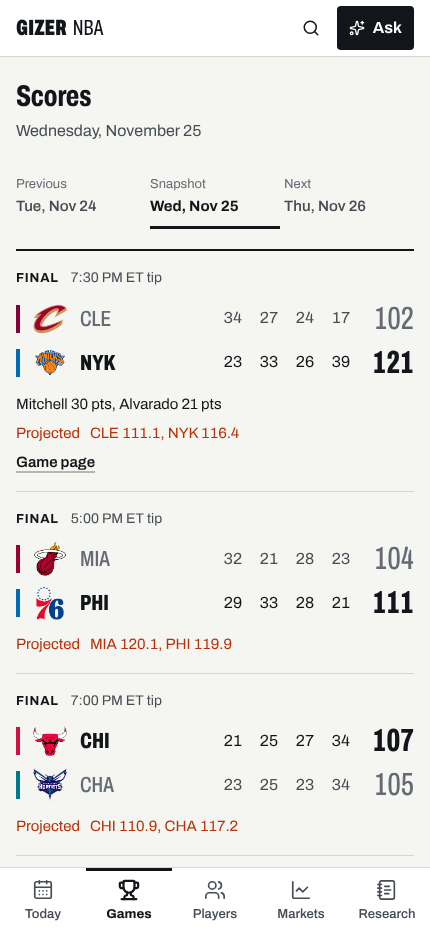 GIZER NBA
Ask
Scores
Wednesday, November 25
Previous Snapshot Next
Tue, Nov 24 Wed, Nov 25 Thu, Nov 26
FINAL 7:30 PM ET tip
CLE 34 27 24 17 102
NYK 23 33 26 39 121
Mitchell 30 pts, Alvarado 21 pts
Projected CLE 111.1, NYK 116.4
Game page
FINAL 5:00 PM ET tip
MIA 32 21 28 23 104
PHI 29 33 28 21 111
Projected MIA 120.1, PHI 119.9
FINAL 7:00 PM ET tip
CHI 21 25 27 34 107
CHA 23 25 23 34 105
Projected CHI 110.9, CHA 117.2
Today Games Players Markets Research